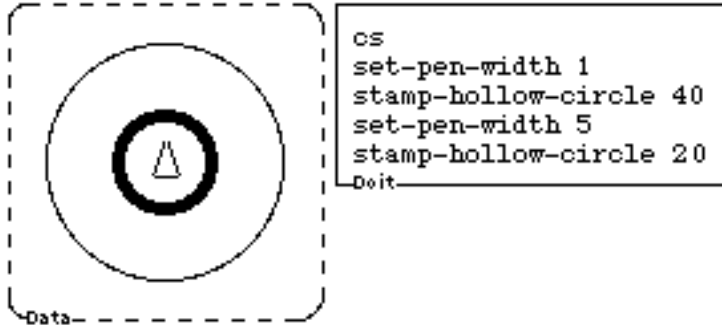 cs
set-pen-width 1
stamp-hollow-circle 40
set-pen-width 5
stamp-hollow-circle 20
Doit
Data